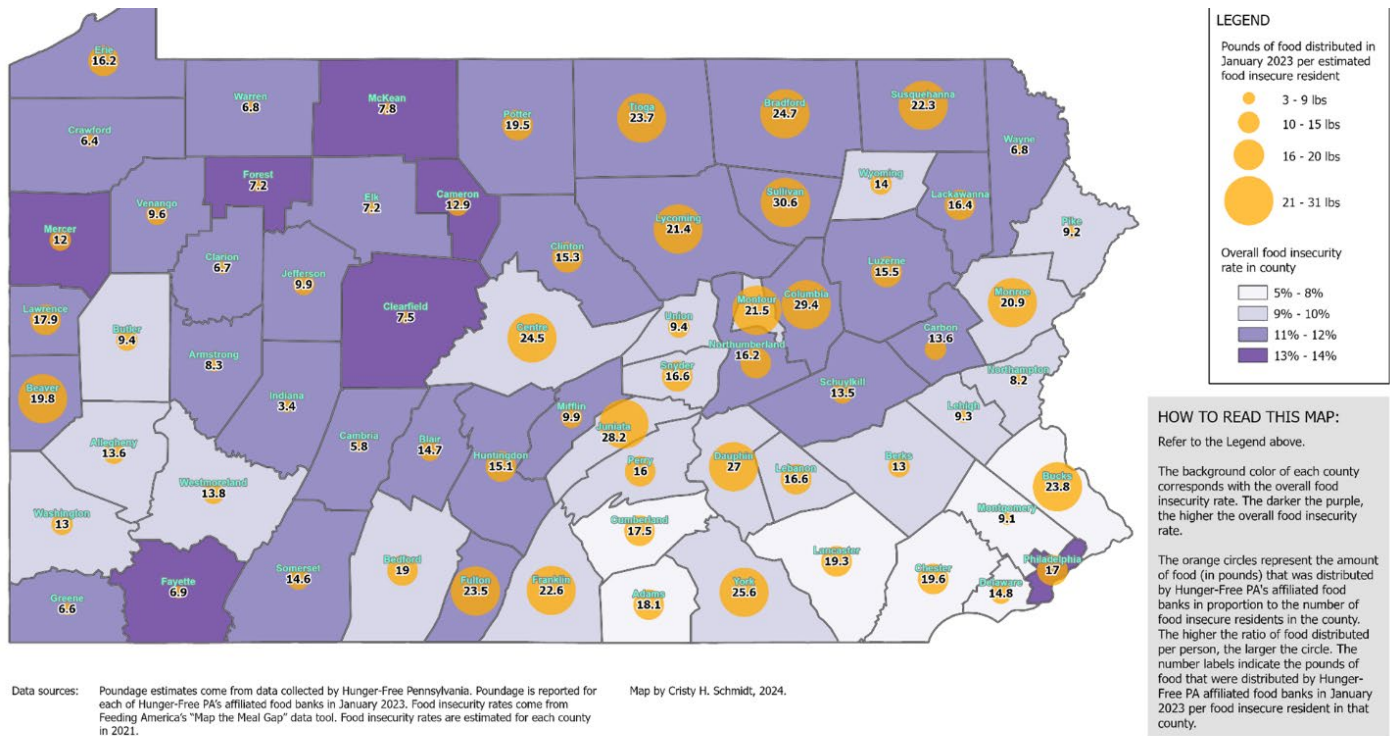 Erie
16.2
Crawford
6.4
Warren
6.8
McKean
7.8
Potter
19.5
Tioga
23.7
Bradford
24.7
Susquehanna
22.3
Wayne
6.8
Wyoming
14
Lackawanna
16.4
Pike
9.2
Mercer
12
Venango
9.6
Forest
7.2
Elk
7.2
Cameron
12.9
Clarion
6.7
Jefferson
9.9
Clinton
15.3
Lycoming
21.4
Sullivan
30.6
Luzerne
15.5
Monroe
20.9
Lawrence
17.9
Butler
9.4
Armstrong
8.3
Clearfield
7.5
Centre
24.5
Union
9.4
Montour
21.5
Columbia
29.4
Northumberland
16.2
Carbon
13.6
Northampton
8.2
Beaver
19.8
Indiana
3.4
Snyder
16.6
Schuylkill
13.5
Lehigh
9.3
Allegheny
13.6
Cambria
5.8
Blair
14.7
Mifflin
9.9
Juniata
28.2
Huntingdon
15.1
Perry
16
Dauphin
27
Lebanon
16.6
Berks
13
Bucks
23.8
Washington
13
Westmoreland
13.8
Montgomery
9.1
Cumberland
17.5
Philadelphia
17
Greene
6.6
Fayette
6.9
Somerset
14.6
Bedford
19
Fulton
23.5
Franklin
22.6
Adams
18.1
York
25.6
Lancaster
19.3
Chester
19.6
Delaware
14.8
LEGEND
Pounds of food distributed in
January 2023 per estimated
food insecure resident
3 - 9 lbs
10 - 15 lbs
16 - 20 lbs
21 - 31 lbs
Overall food insecurity
rate in county
5% - 8%
9% - 10%
11% - 12%
13% - 14%
HOW TO READ THIS MAP:
Refer to the Legend above.
The background color of each
county
corresponds with the overall food
insecurity rate. The darker the purple,
the higher the overall food insecurity
rate.
The orange circles represent the amount
of food (in pounds) that was distributed
by Hunger-Free PA's affiliated food
banks in proportion to the number of
food insecure residents in the county.
The higher the ratio of food distributed
per person, the larger the circle. The
number labels indicate the pounds of
food that were distributed by Hunger-
Free PA affiliated food banks in January
2023 per food insecure resident in that
county.
Data sources:
Poundage estimates come from data collected by Hunger-Free Pennsylvania. Poundage is reported for
each of Hunger-Free PA's affiliated food banks in January 2023. Food insecurity rates come from
Feeding America's "Map the Meal Gap" data tool. Food insecurity rates are estimated for each county
in 2021.
Map by Cristy H. Schmidt, 2024.